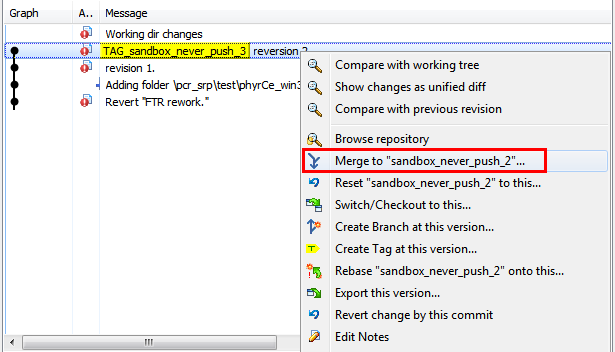 Graph A.. Message
Working dir changes
TAG_sandbox_never_push_3 reversion 2
revision 1.
Adding folder \pcr_srp\test\phyrCe_win3
Revert "FTR rework."
Compare with working tree
Show changes as unified diff
Compare with previous revision
Browse repository
Merge to "sandbox_never_push_2"...
Reset "sandbox_never_push_2" to this...
Switch/Checkout to this...
Create Branch at this version...
Create Tag at this version...
Rebase "sandbox_never_push_2" onto this...
Export this version...
Revert change by this commit
Edit Notes